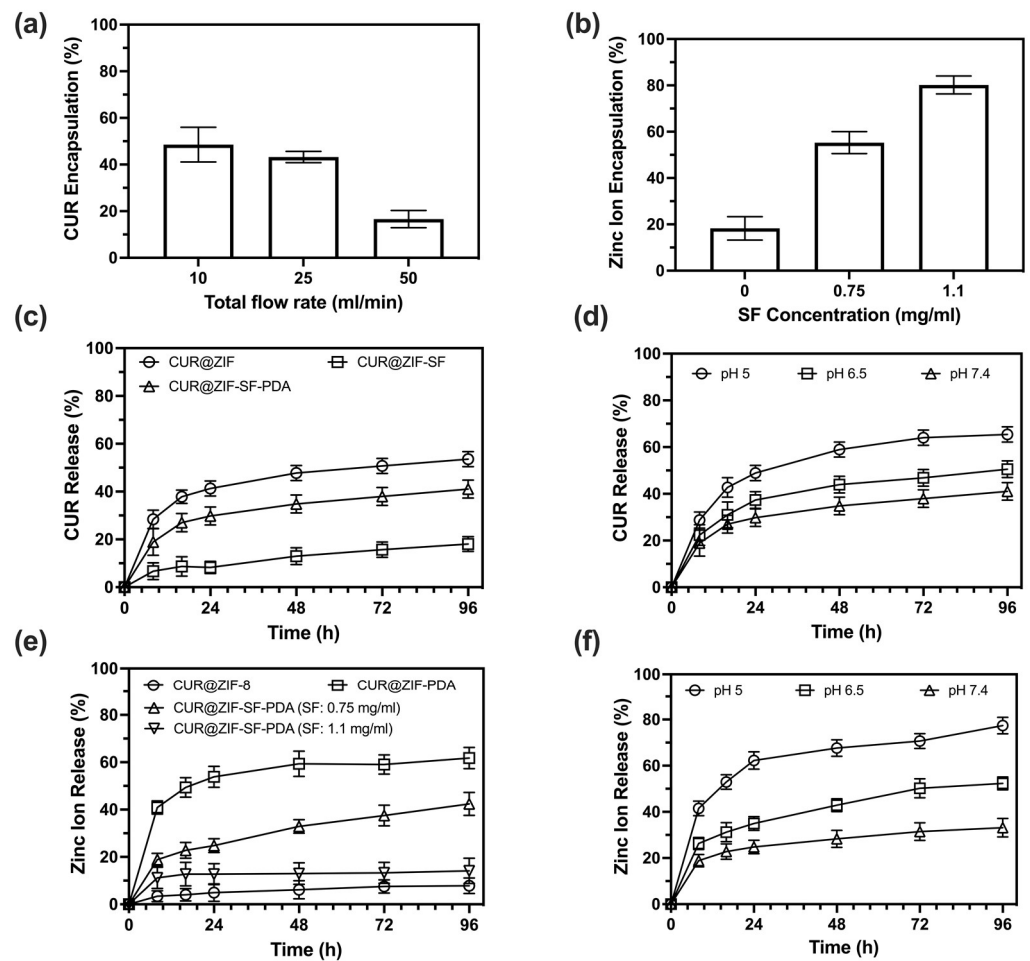 (a)
CUR Encapsulation (%)
100
80
60
40
20
0
10 25 50
Total flow rate (ml/min)
(b)
Zinc Ion Encapsulation (%)
100
80
60
40
20
0
0 0.75 1.1
SF Concentration (mg/ml)
(c)
CUR Release (%)
100
80
60
40
20
0
CUR@ZIF CUR@ZIF-SF
CUR@ZIF-SF-PDA
0 24 48 72 96
Time (h)
(d)
CUR Release (%)
100
80
60
40
20
0
pH 5 pH 6.5 pH 7.4
0 24 48 72 96
Time (h)
(e)
Zinc Ion Release (%)
100
80
60
40
20
0
CUR@ZIF-8 CUR@ZIF-PDA
CUR@ZIF-SF-PDA (SF: 0.75 mg/ml)
CUR@ZIF-SF-PDA (SF: 1.1 mg/ml)
0 24 48 72 96
Time (h)
(f)
Zinc Ion Release (%)
100
80
60
40
20
0
pH 5 pH 6.5 pH 7.4
0 24 48 72 96
Time (h)